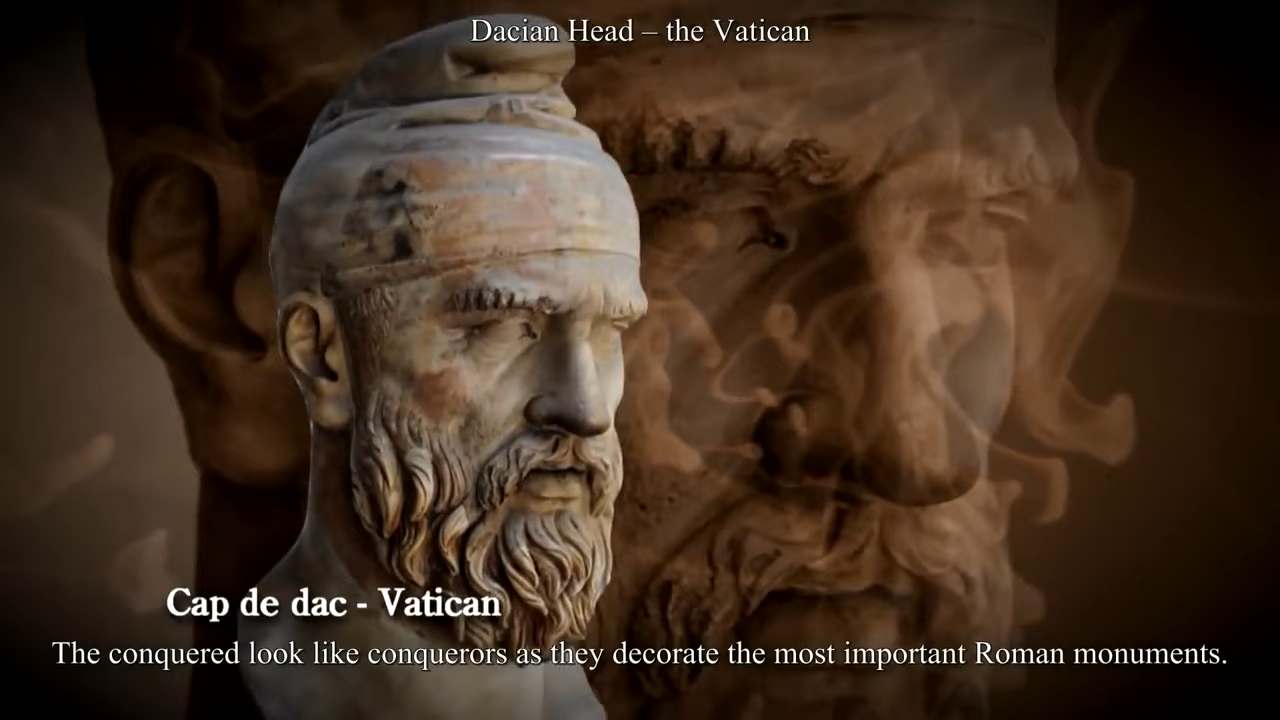 Dacian Head – the Vatican
Cap de dac - Vatican
The conquered look like conquerors as they decorate the most important Roman monuments.